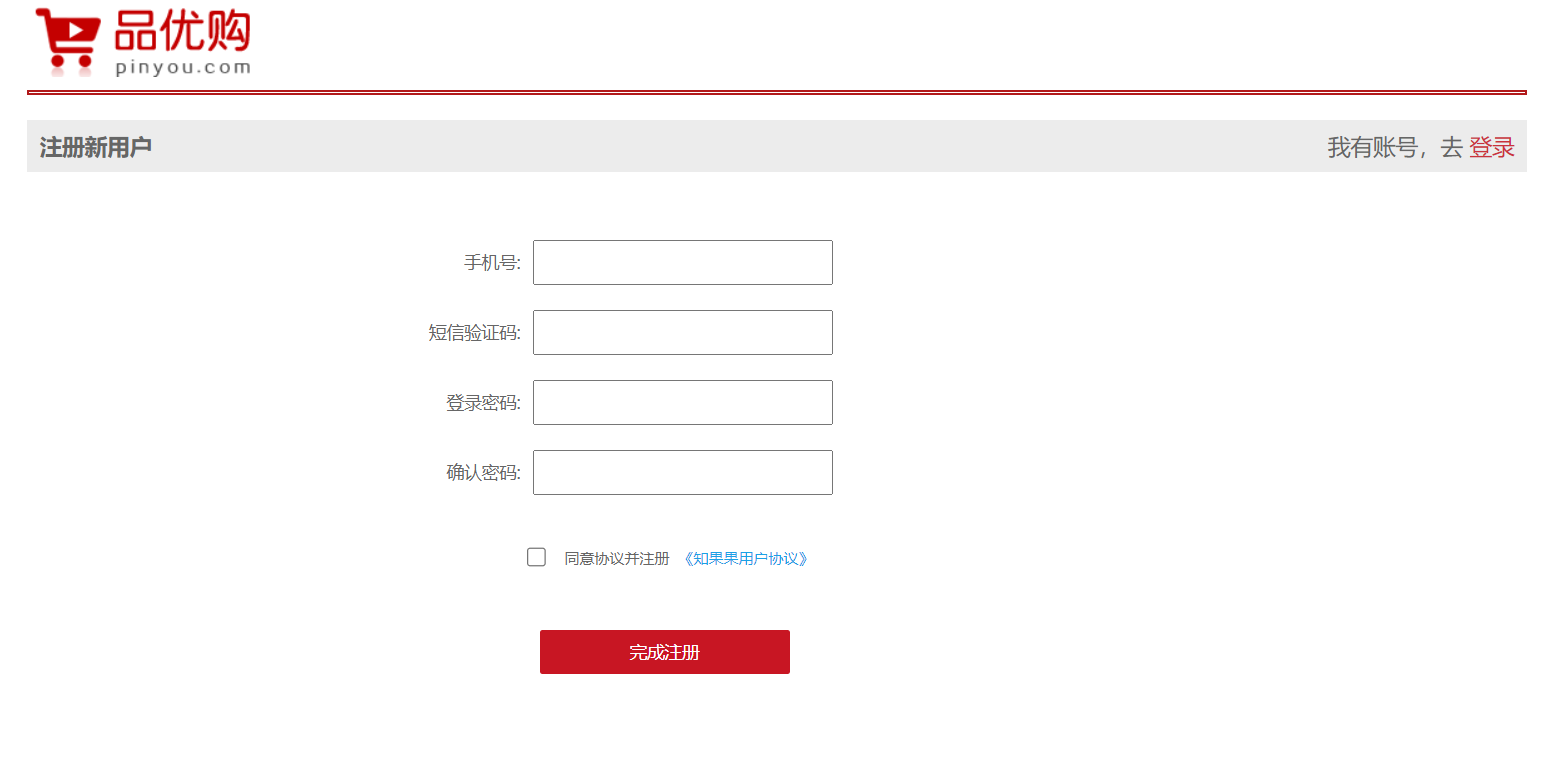 品优购
pinyou.com
注册新用户 我有账号，去 登录
手机号:
短信验证码:
登录密码:
确认密码:
同意协议并注册 《知果果用户协议》
完成注册